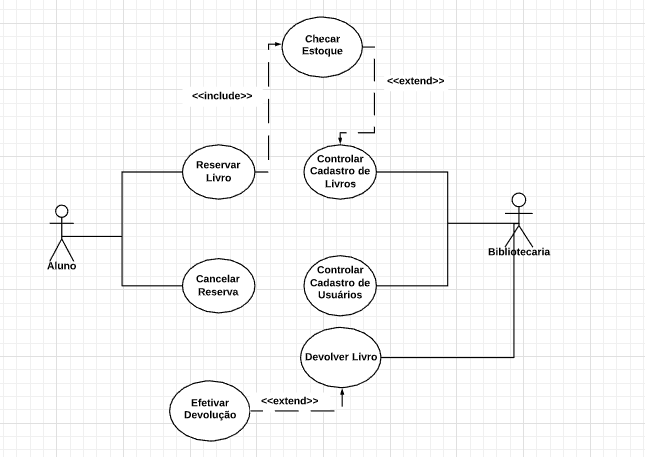 Checar
Estoque
<<extend>>
<<include>>
Reservar
Livro
Controlar
Cadastro de
Livros
Aluno
Bibliotecaria
Cancelar
Reserva
Controlar
Cadastro de
Usuários
Devolver Livro
Efetivar
Devolução
<<extend>>